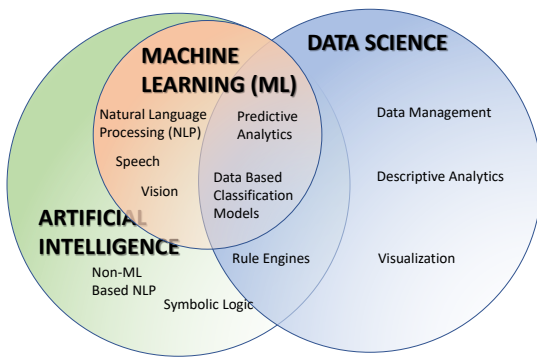 MACHINE
LEARNING (ML)
DATA SCIENCE
Natural Language
Processing (NLP)
Speech
Vision
Predictive
Analytics
Data Based
Classification
Models
Data Management
Descriptive Analytics
Visualization
ARTIFICIAL
INTELLIGENCE
Non-ML
Based NLP
Symbolic Logic
Rule Engines